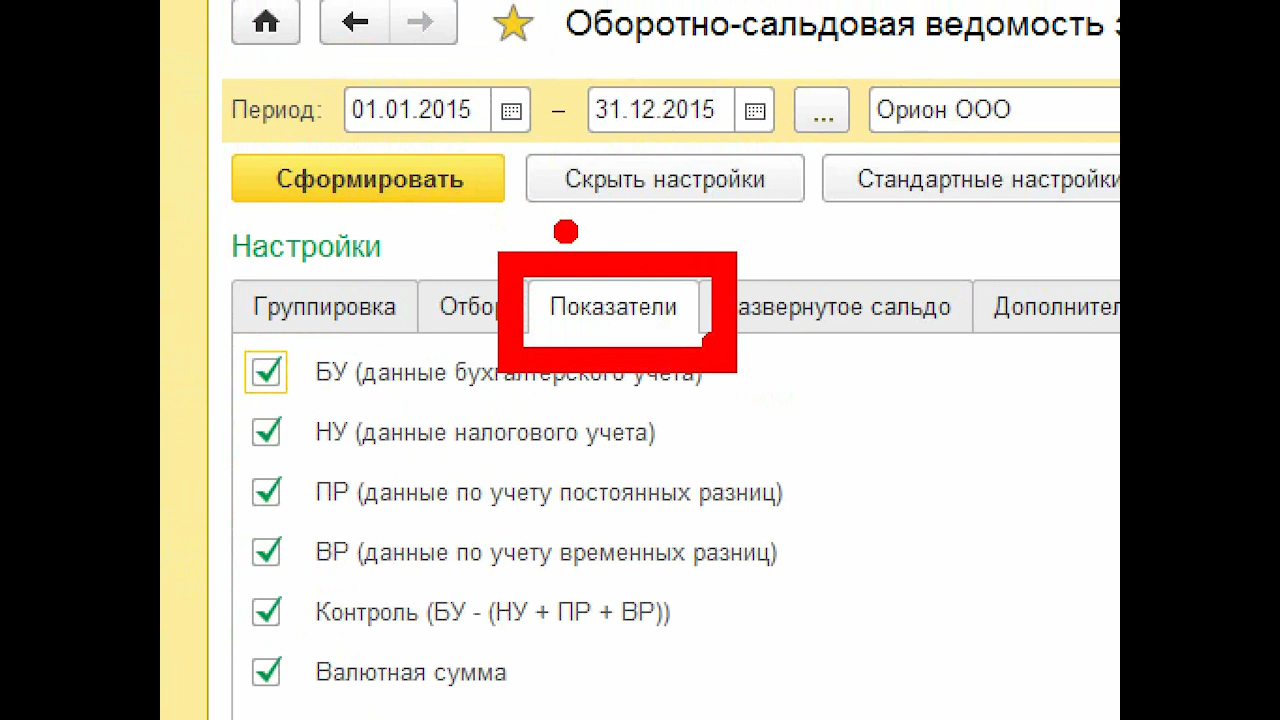 Оборотно-сальдовая ведомость
Период: 01.01.2015 – 31.12.2015 ... Орион ООО
Сформировать Скрыть настройки Стандартные настройки
Настройки
Группировка Отбор Показатели азвернутое сальдо Дополнител
БУ (данные бухгалтерского учета)
НУ (данные налогового учета)
ПР (данные по учету постоянных разниц)
ВР (данные по учету временных разниц)
Контроль (БУ - (НУ + ПР + ВР))
Валютная сумма